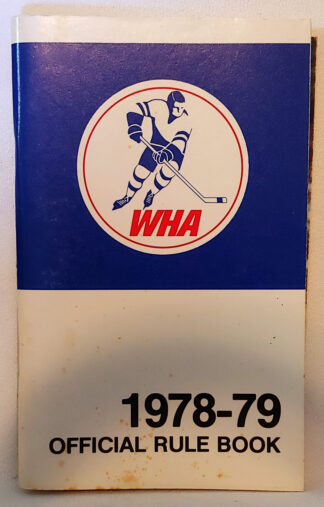 WHA
1978-79
OFFICIAL RULE BOOK